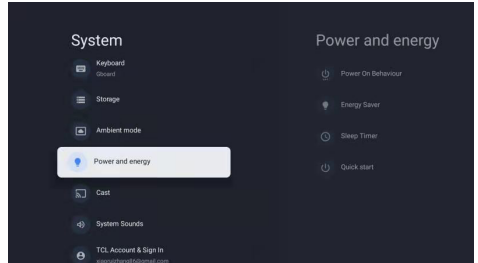 System
Keyboard
Gboard
Storage
Ambient mode
Power and energy
Cast
System Sounds
TCL Account & Sign In
Power and energy
Power On Behaviour
Energy Saver
Sleep Timer
Quick start